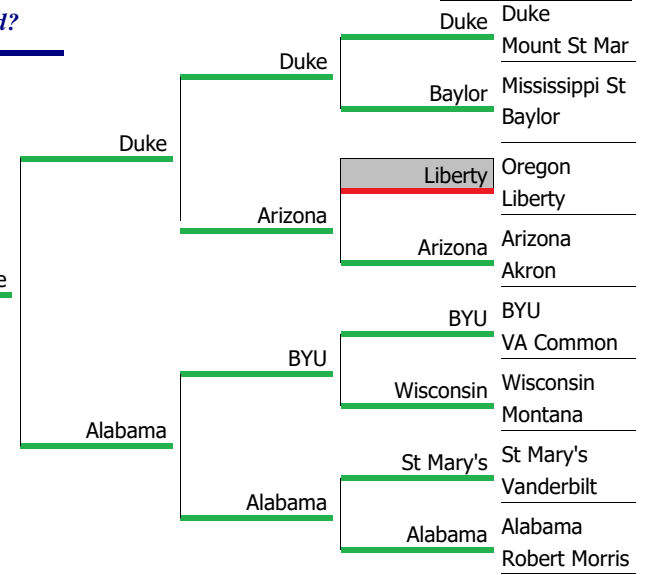 d?
Duke
Mount St Mar
Mississippi St
Baylor
Oregon
Liberty
Arizona
Akron
BYU
VA Common
Wisconsin
Montana
St Mary's
Vanderbilt
Alabama
Robert Morris
Duke
Baylor
Liberty
Arizona
BYU
Wisconsin
St Mary's
Alabama
Duke
Arizona
BYU
Alabama
Duke
Alabama
e